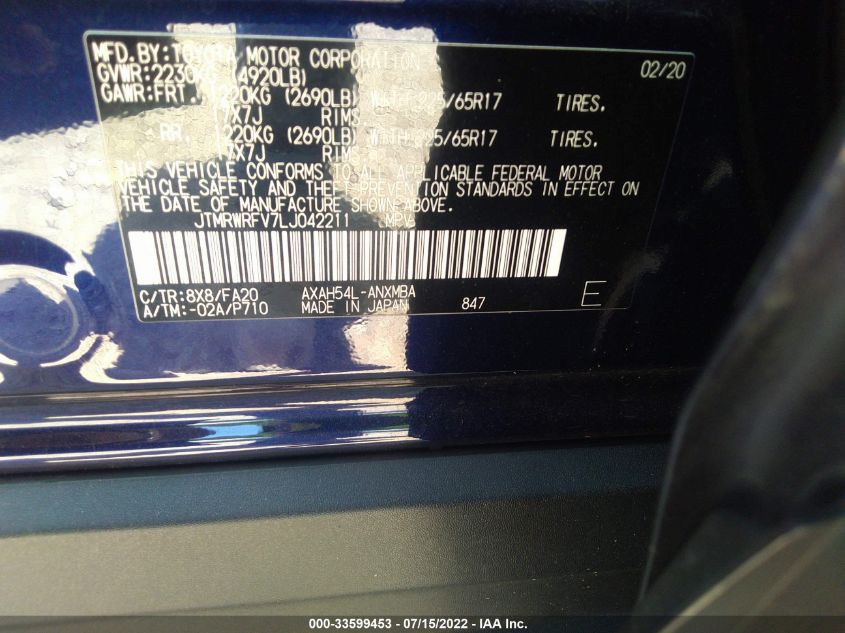 MFD. BY: TOYOTA MOTOR CORPORATION 02/20
GVWR: 2230KG (4920LB)
GAWR: FRT. 1220KG (2690LB) WITH 225/65R17 TIRES.
17X7J RIMS
RR. 1220KG (2690LB) WITH 225/65R17 TIRES.
17X7J RIMS
THIS VEHICLE CONFORMS TO ALL APPLICABLE FEDERAL MOTOR
VEHICLE SAFETY AND THEFT PREVENTION STANDARDS IN EFFECT ON
THE DATE OF MANUFACTURE SHOWN ABOVE.
JTMRWRFV7LJ042211 MPV
C/TR: 8X8/FA20 AXAH54L-ANXMBA
A/TM: -02A/P710 MADE IN JAPAN 847 E
000-33599453 - 07/15/2022 - IAA Inc.